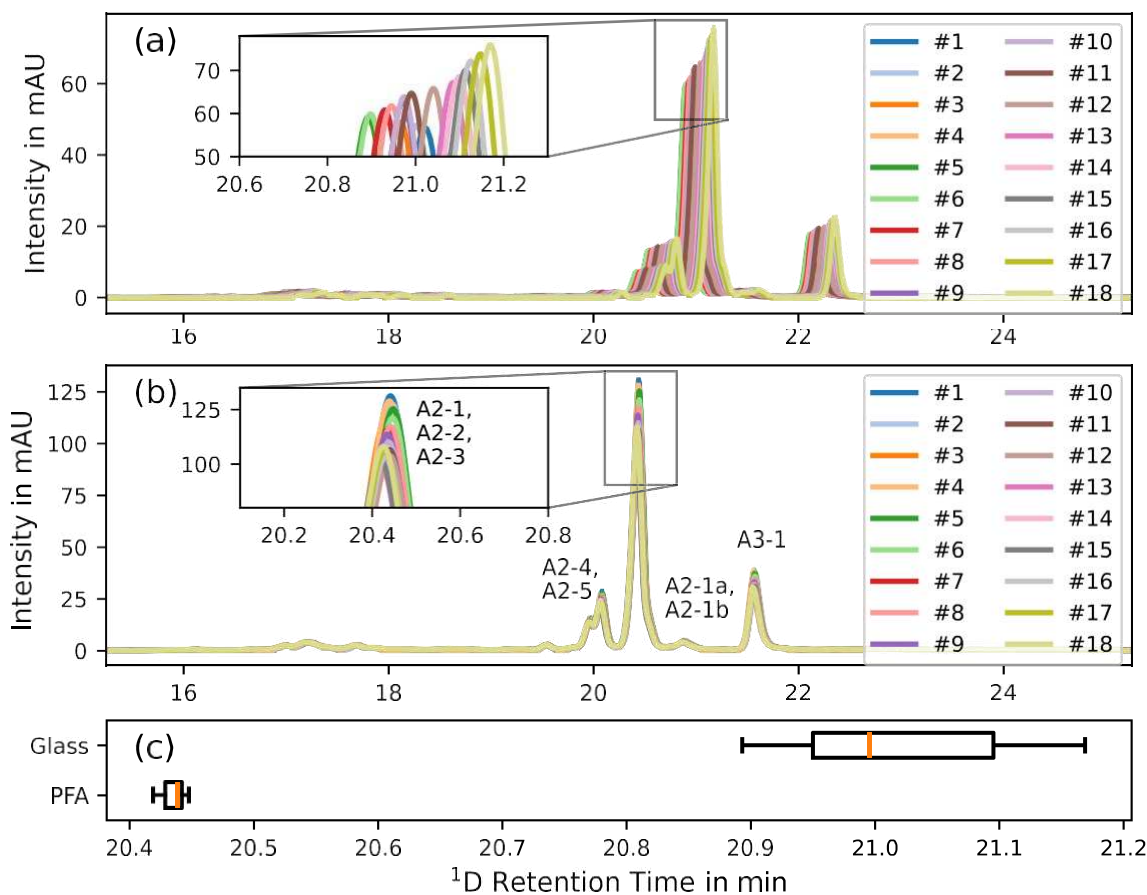 (a)
Intensity in mAU
60
40
20
0
70
60
50
20.6 20.8 21.0 21.2
#1 #10
#2 #11
#3 #12
#4 #13
#5 #14
#6 #15
#7 #16
#8 #17
#9 #18
16 18 20 22 24
(b)
Intensity in mAU
125
100
75
50
25
0
125
100
A2-1,
A2-2,
A2-3
20.2 20.4 20.6 20.8
A2-4,
A2-5
A2-1a,
A2-1b
A3-1
#1 #10
#2 #11
#3 #12
#4 #13
#5 #14
#6 #15
#7 #16
#8 #17
#9 #18
16 18 20 22 24
(c)
Glass
PFA
20.4 20.5 20.6 20.7 20.8 20.9 21.0 21.1 21.2
¹D Retention Time in min